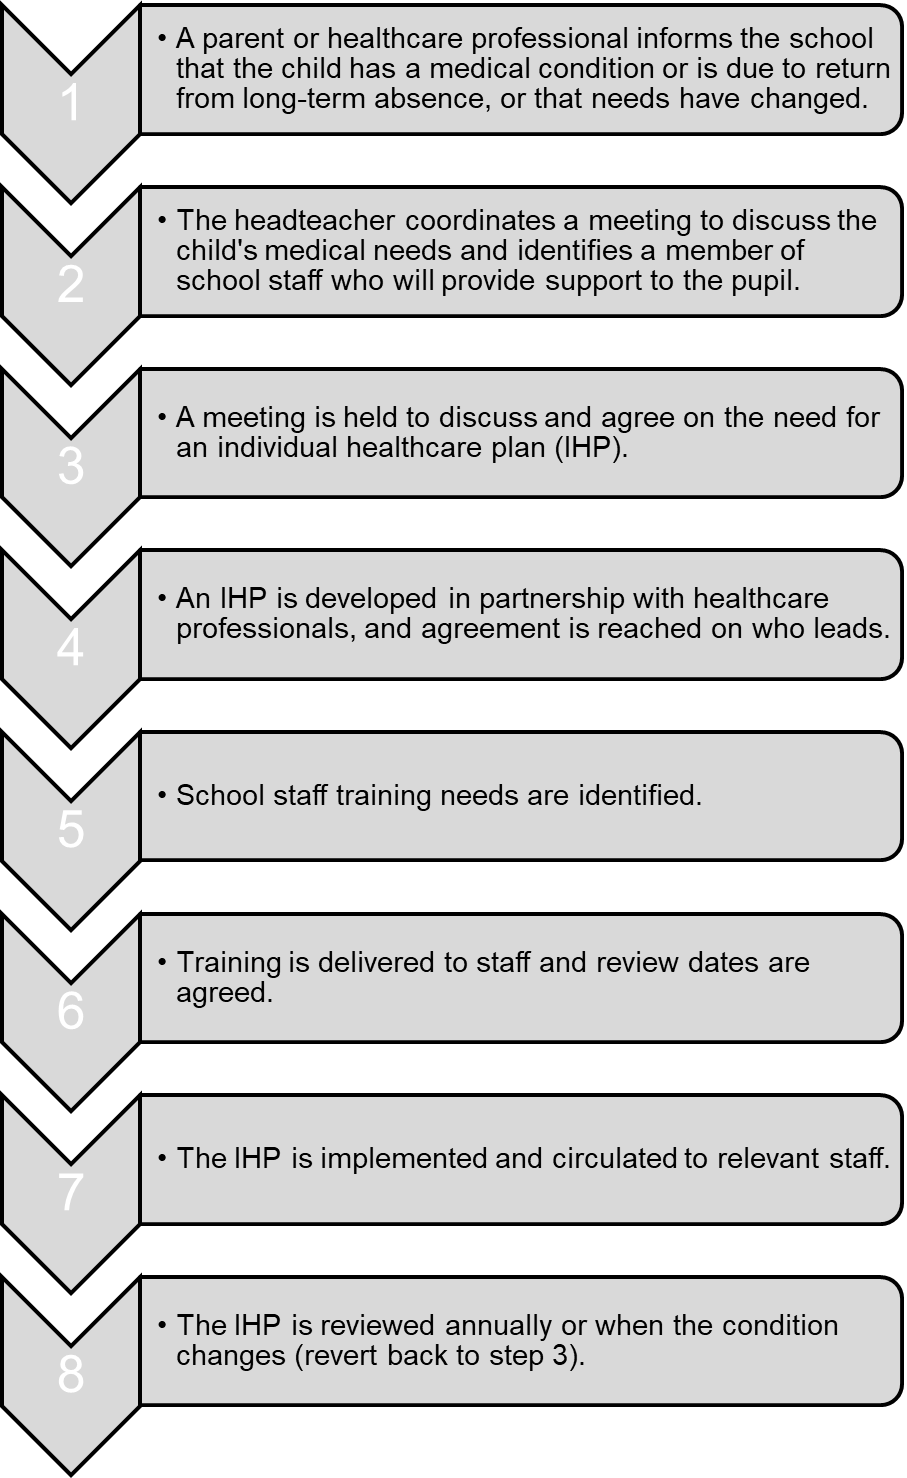 1
• A parent or healthcare professional informs the school
that the child has a medical condition or is due to return
from long-term absence, or that needs have changed.
2
• The headteacher coordinates a meeting to discuss the
child's medical needs and identifies a member of
school staff who will provide support to the pupil.
3
• A meeting is held to discuss and agree on the need for
an individual healthcare plan (IHP).
4
• An IHP is developed in partnership with healthcare
professionals, and agreement is reached on who leads.
5
• School staff training needs are identified.
6
• Training is delivered to staff and review dates are
agreed.
7
• The IHP is implemented and circulated to relevant staff.
8
• The IHP is reviewed annually or when the condition
changes (revert back to step 3).